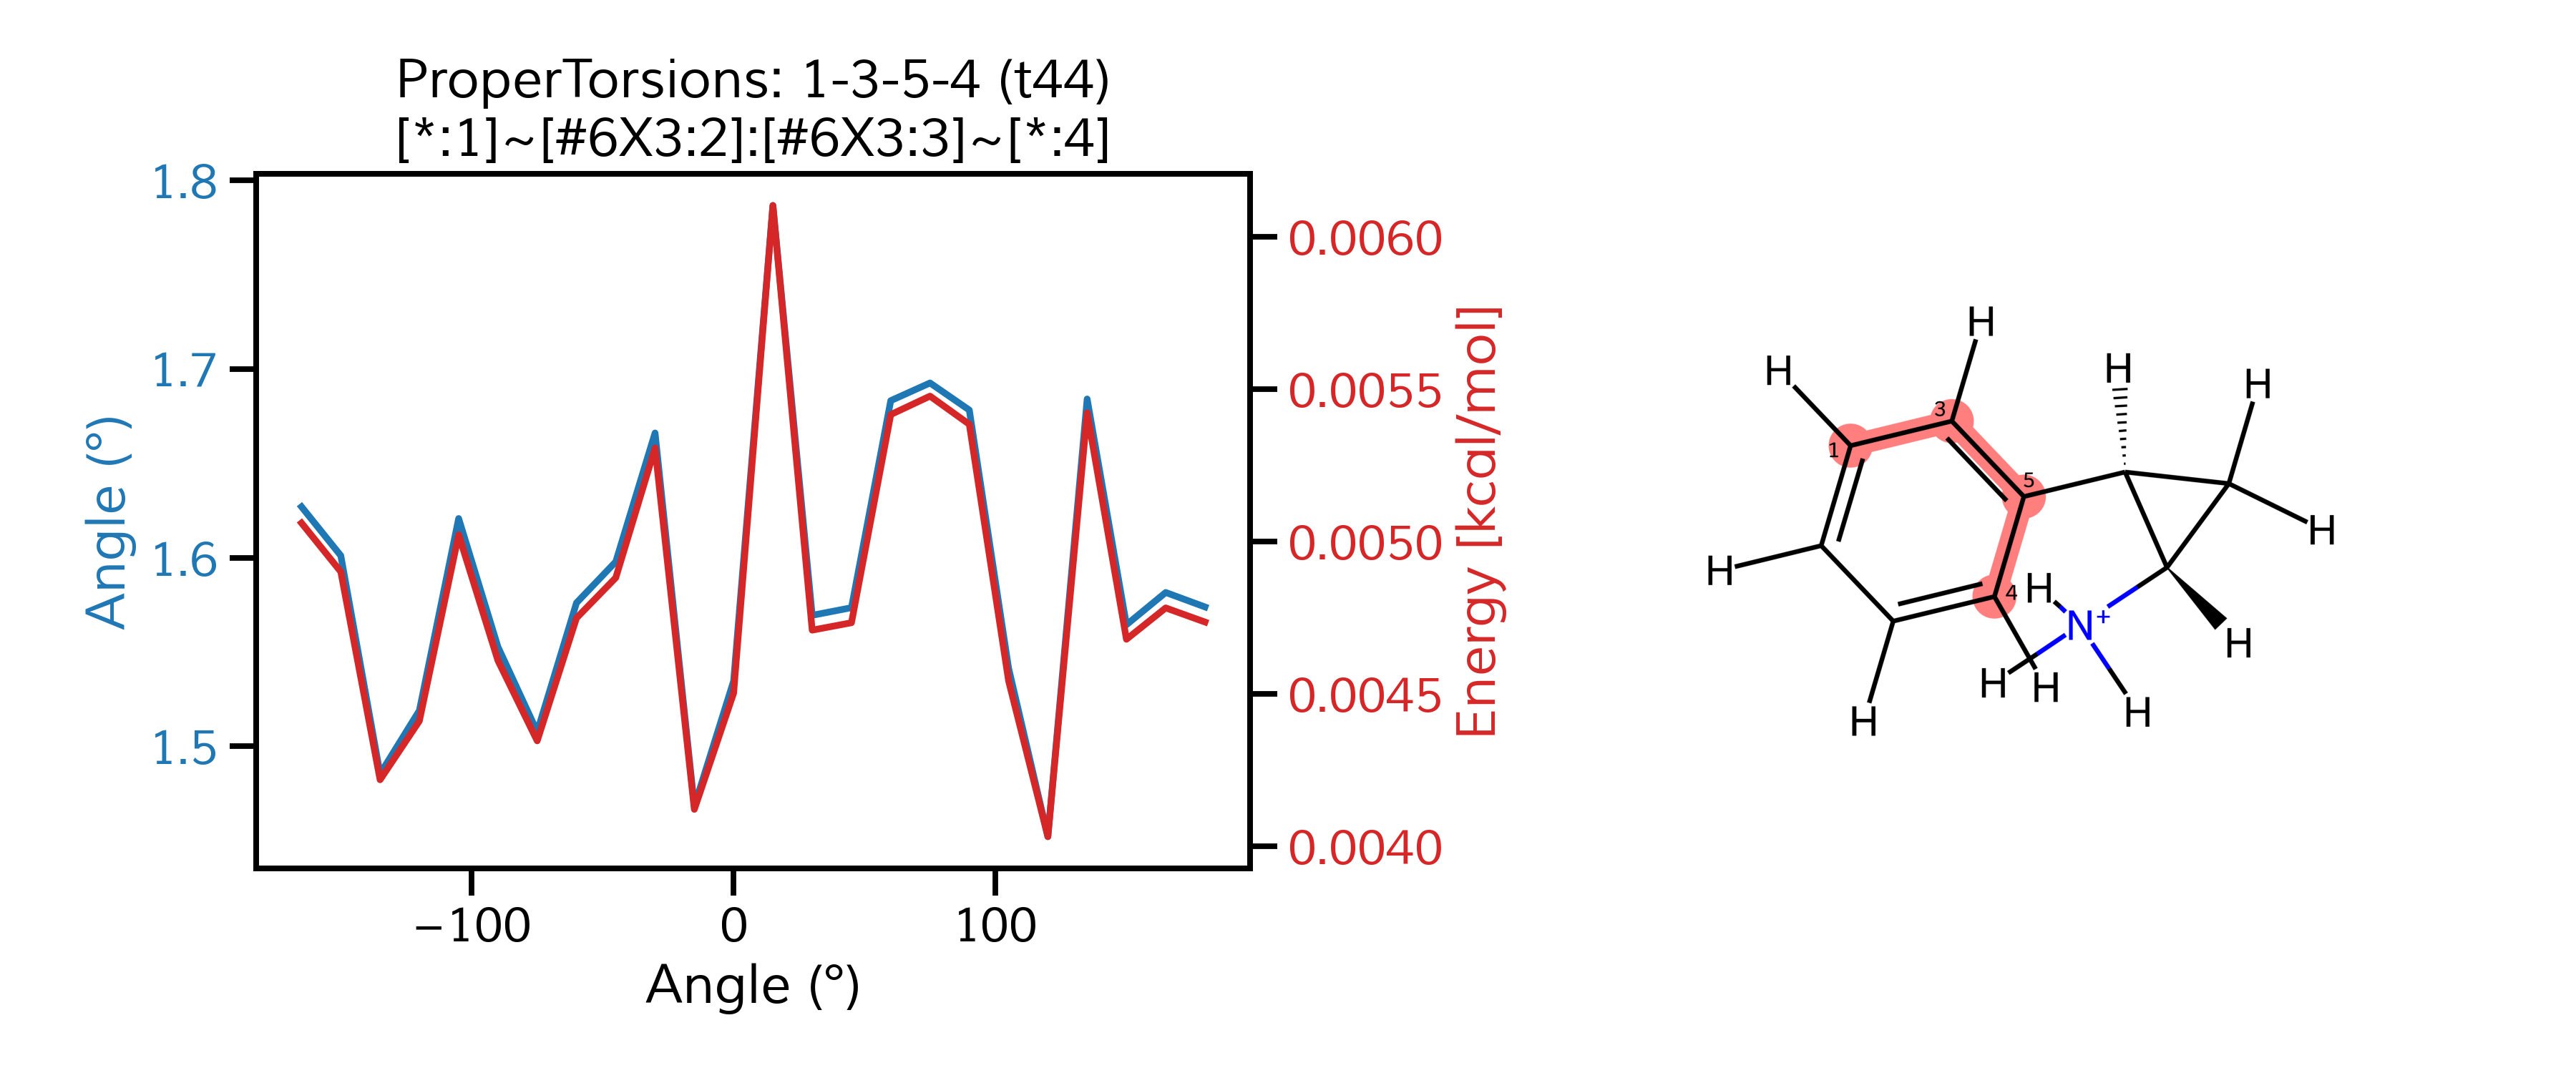 ProperTorsions: 1-3-5-4 (t44)
[*:1]~[#6X3:2]:[#6X3:3]~[*:4]
1.8
1.7
1.6
1.5
Angle (°)
0.0060
0.0055
0.0050
0.0045
0.0040
Energy [kcal/mol]
−100
0
100
Angle (°)
H
H
H
H
3
1
5
H
H
H
4
N⁺
H
H
H
H
H